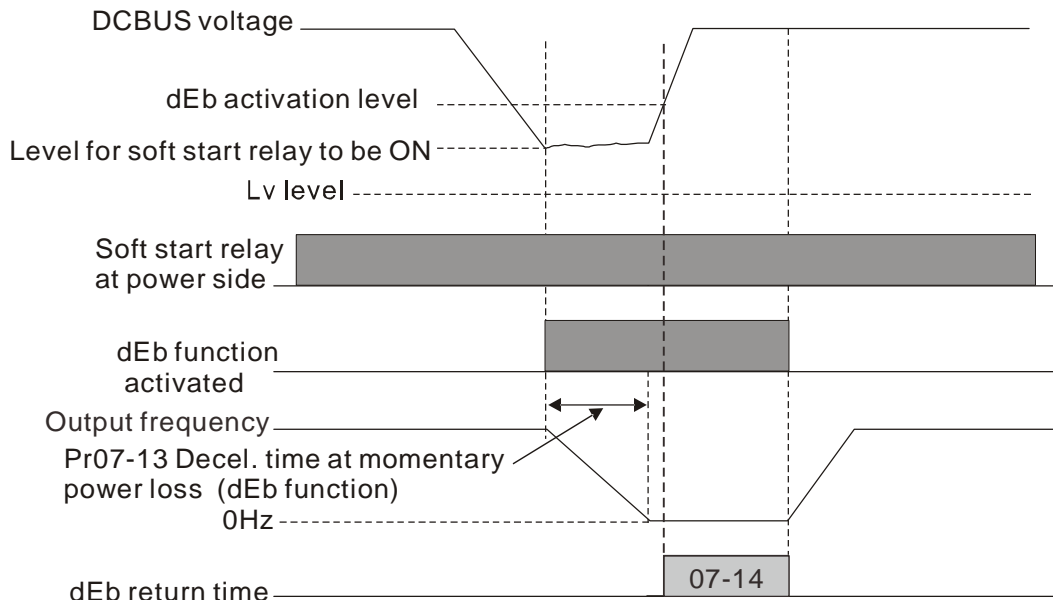 DCBUS voltage
dEb activation level
Level for soft start relay to be ON
Lv level
Soft start relay
at power side
dEb function
activated
Output frequency
Pr07-13 Decel. time at momentary
power loss (dEb function)
0Hz
07-14
dEb return time